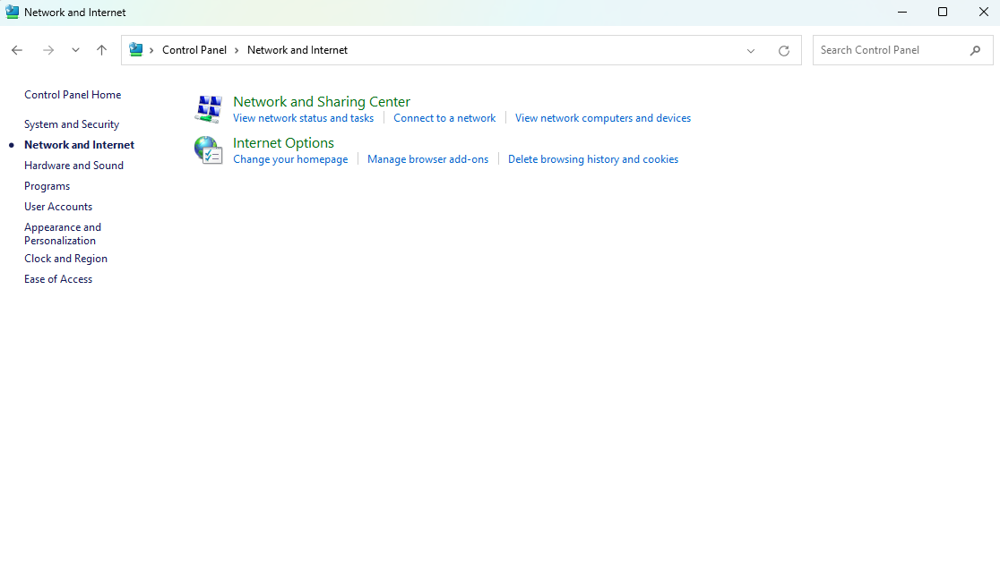 Network and Internet
Control Panel > Network and Internet
Search Control Panel
Control Panel Home
System and Security
Network and Internet
Hardware and Sound
Programs
User Accounts
Appearance and
Personalization
Clock and Region
Ease of Access
Network and Sharing Center
View network status and tasks | Connect to a network | View network computers and devices
Internet Options
Change your homepage | Manage browser add-ons | Delete browsing history and cookies